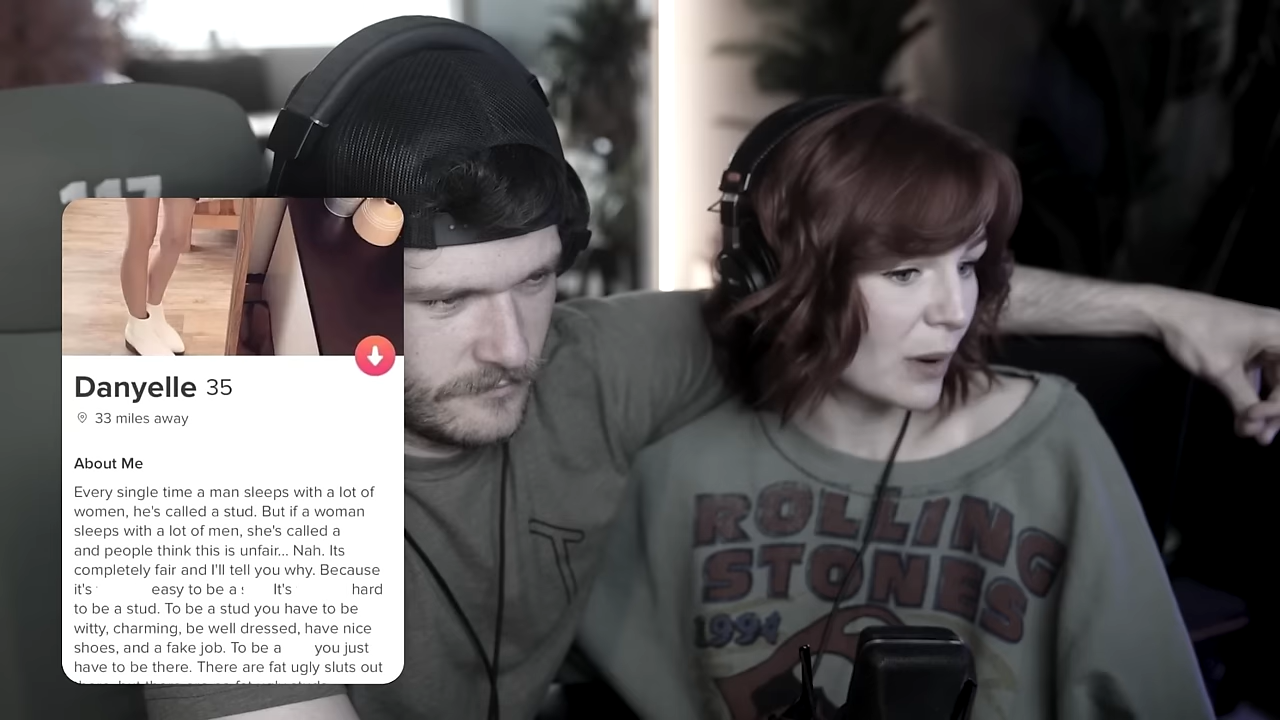 117
Danyelle 35
33 miles away
About Me
Every single time a man sleeps with a lot of
women, he's called a stud. But if a woman
sleeps with a lot of men, she's called a
and people think this is unfair... Nah. Its
completely fair and I'll tell you why. Because
it's easy to be a It's hard
to be a stud. To be a stud you have to be
witty, charming, be well dressed, have nice
shoes, and a fake job. To be a you just
have to be there. There are fat ugly sluts out
ROLLING
STONES
1994